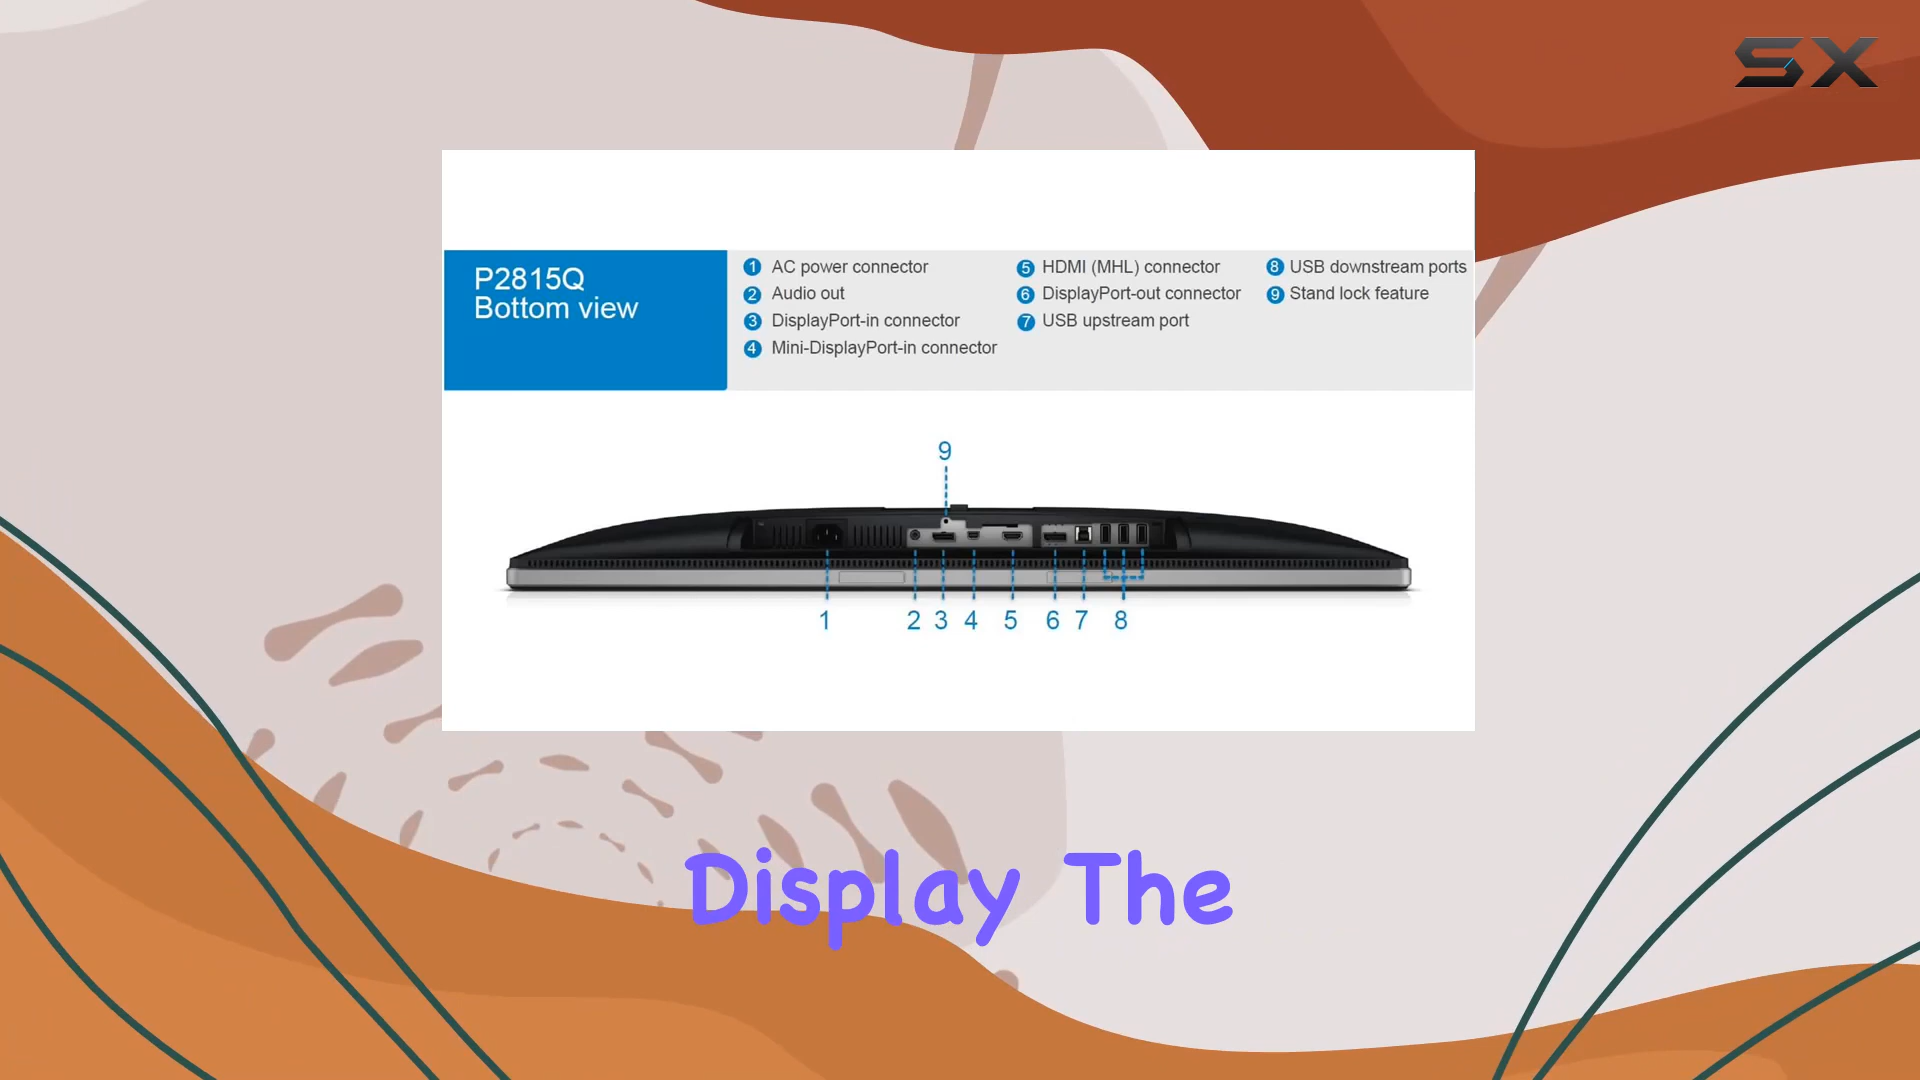 SX
P2815Q
Bottom view
1 AC power connector
2 Audio out
3 DisplayPort-in connector
4 Mini-DisplayPort-in connector
5 HDMI (MHL) connector
6 DisplayPort-out connector
7 USB upstream port
8 USB downstream ports
9 Stand lock feature
9
1 2 3 4 5 6 7 8
Display The